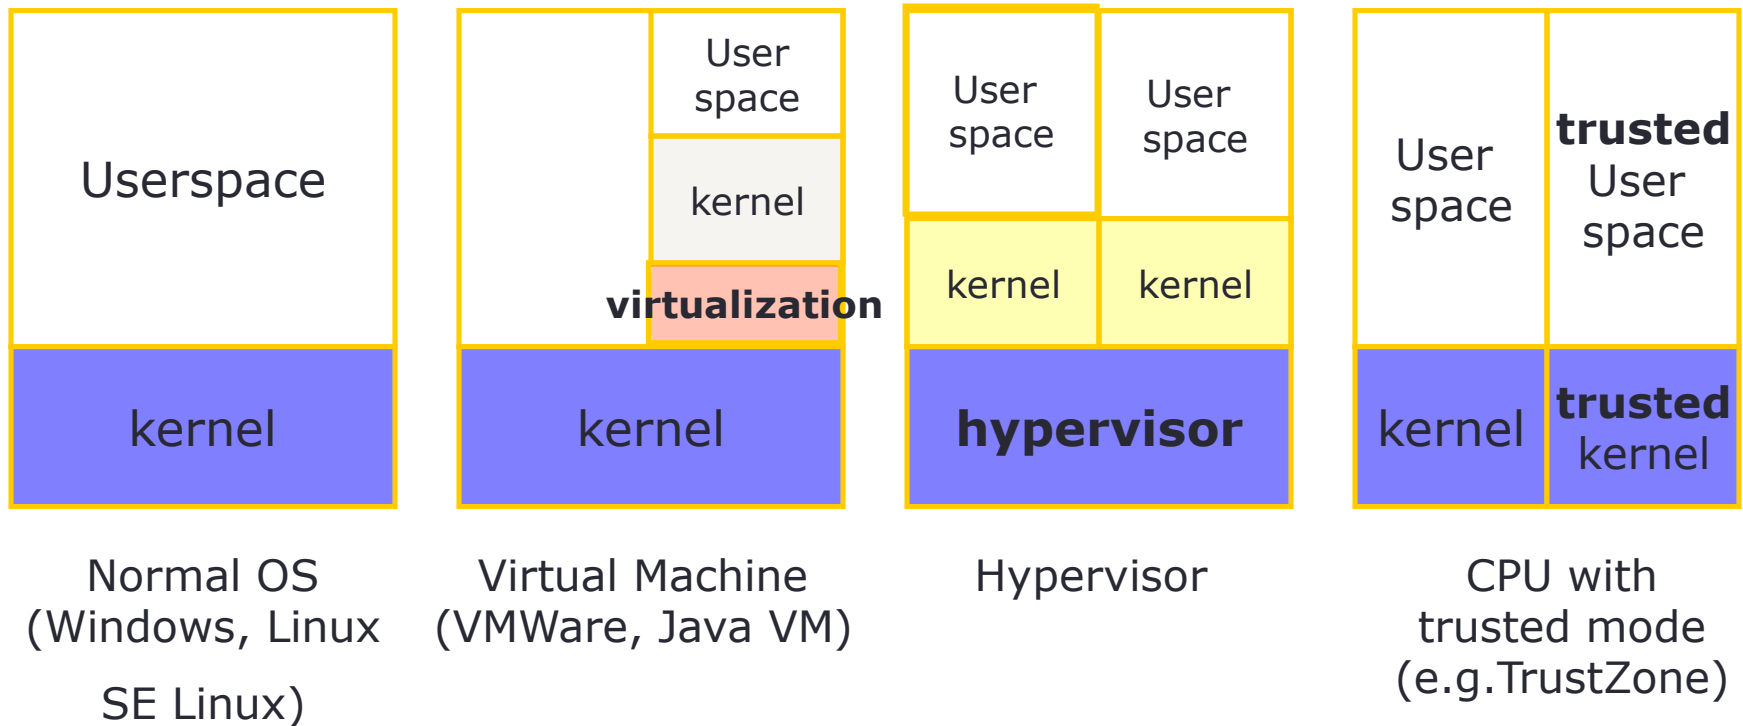 Userspace
kernel
Normal OS
(Windows, Linux
SE Linux)
User
space
kernel
virtualization
kernel
Virtual Machine
(VMWare, Java VM)
User
space
User
space
kernel
kernel
hypervisor
Hypervisor
User
space
trusted
User
space
kernel
trusted
kernel
CPU with
trusted mode
(e.g.TrustZone)